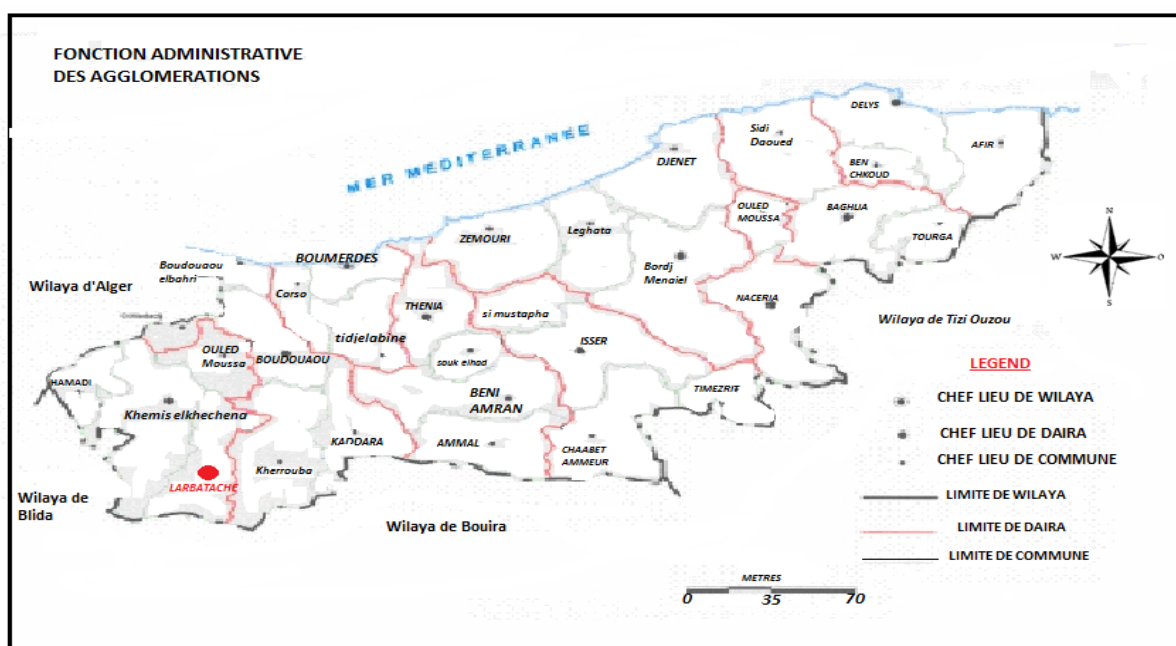 FONCTION ADMINISTRATIVE
DES AGGLOMERATIONS
MER MÉDITERRANÉE
DELYS
Sidi
Daoued
AFIR
DJENET
BEN
CHKOUD
OULED
MOUSSA
BAGHLIA
TOURGA
ZEMOURI
Leghata
Bordj
Menaiel
BOUMERDES
Boudouaou
elbahri
Wilaya d'Alger
Corso
THENIA
si mustapha
NACERIA
Wilaya de Tizi Ouzou
tidjelabine
ISSER
OULED
Moussa
BOUDOUAOU
souk elhad
HAMADI
TIMEZRIT
Khemis elkhechena
BENI
AMRAN
KADDARA
AMMAL
CHAABET
AMMEUR
Kherrouba
LARBATACHE
Wilaya de
Blida
Wilaya de Bouira
N
W
O
S
LEGEND
CHEF LIEU DE WILAYA
CHEF LIEU DE DAIRA
CHEF LIEU DE COMMUNE
LIMITE DE WILAYA
LIMITE DE DAIRA
LIMITE DE COMMUNE
METRES
0 35 70